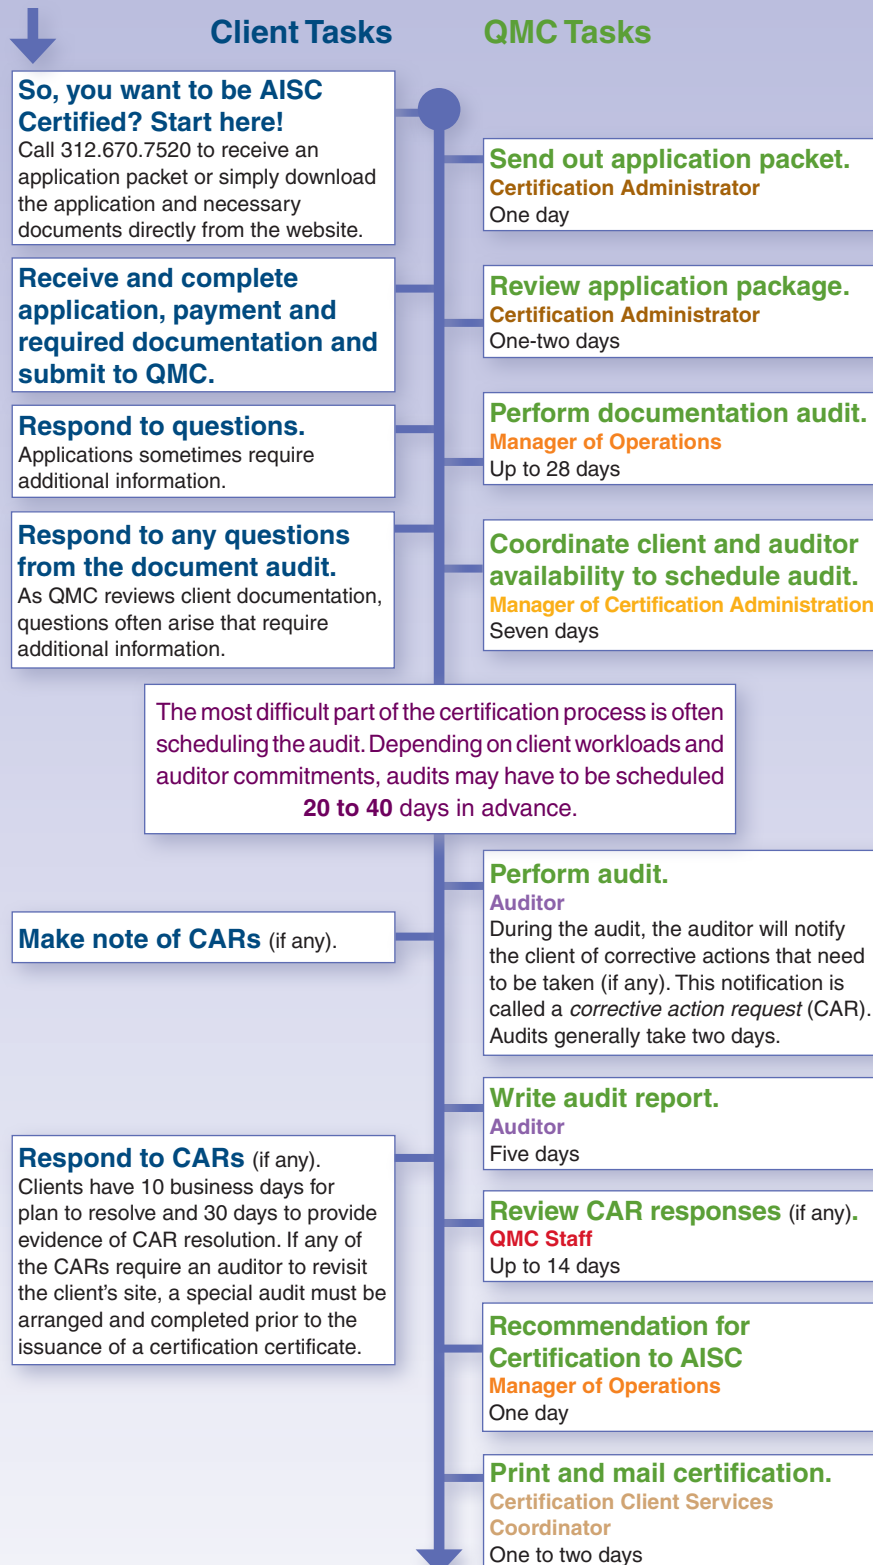 Client Tasks
QMC Tasks
So, you want to be AISC
Certified? Start here!
Call 312.670.7520 to receive an
application packet or simply download
the application and necessary
documents directly from the website.
Send out application packet.
Certification Administrator
One day
Receive and complete
application, payment and
required documentation and
submit to QMC.
Review application package.
Certification Administrator
One-two days
Respond to questions.
Applications sometimes require
additional information.
Perform documentation audit.
Manager of Operations
Up to 28 days
Respond to any questions
from the document audit.
As QMC reviews client documentation,
questions often arise that require
additional information.
Coordinate client and auditor
availability to schedule audit.
Manager of Certification Administration
Seven days
The most difficult part of the certification process is often
scheduling the audit. Depending on client workloads and
auditor commitments, audits may have to be scheduled
20 to 40 days in advance.
Perform audit.
Auditor
During the audit, the auditor will notify
the client of corrective actions that need
to be taken (if any). This notification is
called a corrective action request (CAR).
Audits generally take two days.
Make note of CARs (if any).
Write audit report.
Auditor
Five days
Respond to CARs (if any).
Clients have 10 business days for
plan to resolve and 30 days to provide
evidence of CAR resolution. If any of
the CARs require an auditor to revisit
the client's site, a special audit must be
arranged and completed prior to the
issuance of a certification certificate.
Review CAR responses (if any).
QMC Staff
Up to 14 days
Recommendation for
Certification to AISC
Manager of Operations
One day
Print and mail certification.
Certification Client Services
Coordinator
One to two days